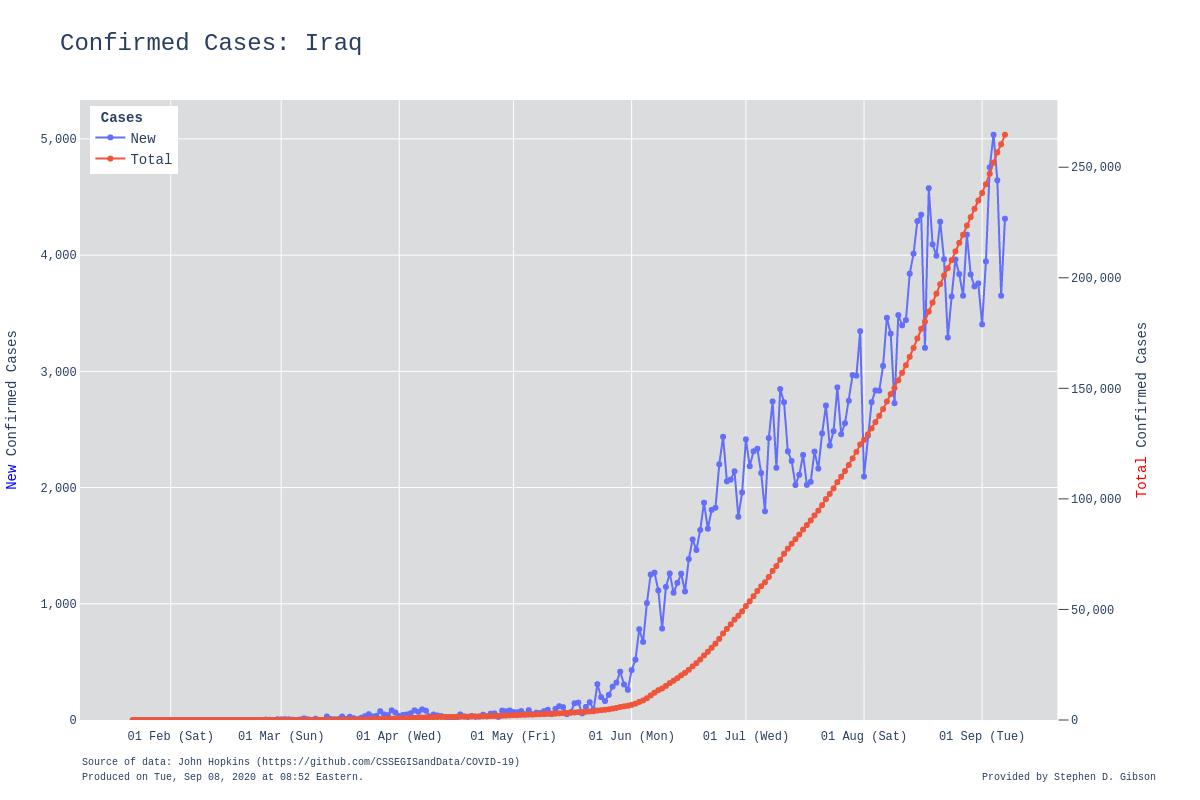 Confirmed Cases: Iraq
Cases
New
Total
5,000
4,000
3,000
2,000
1,000
0
250,000
200,000
150,000
100,000
50,000
0
New Confirmed Cases
Total Confirmed Cases
01 Feb (Sat) 01 Mar (Sun) 01 Apr (Wed) 01 May (Fri) 01 Jun (Mon) 01 Jul (Wed) 01 Aug (Sat) 01 Sep (Tue)
Source of data: John Hopkins (https://github.com/CSSEGISandData/COVID-19)
Produced on Tue, Sep 08, 2020 at 08:52 Eastern.
Provided by Stephen D. Gibson